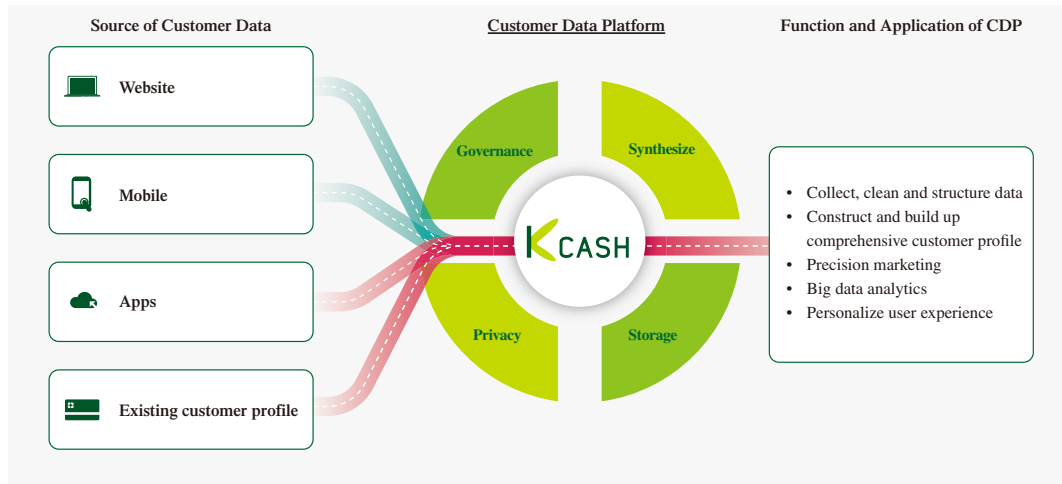 Source of Customer Data
Customer Data Platform
Function and Application of CDP
Website
Mobile
Apps
Existing customer profile
Governance
Synthesize
K CASH
Privacy
Storage
• Collect, clean and structure data
• Construct and build up
comprehensive customer profile
• Precision marketing
• Big data analytics
• Personalize user experience